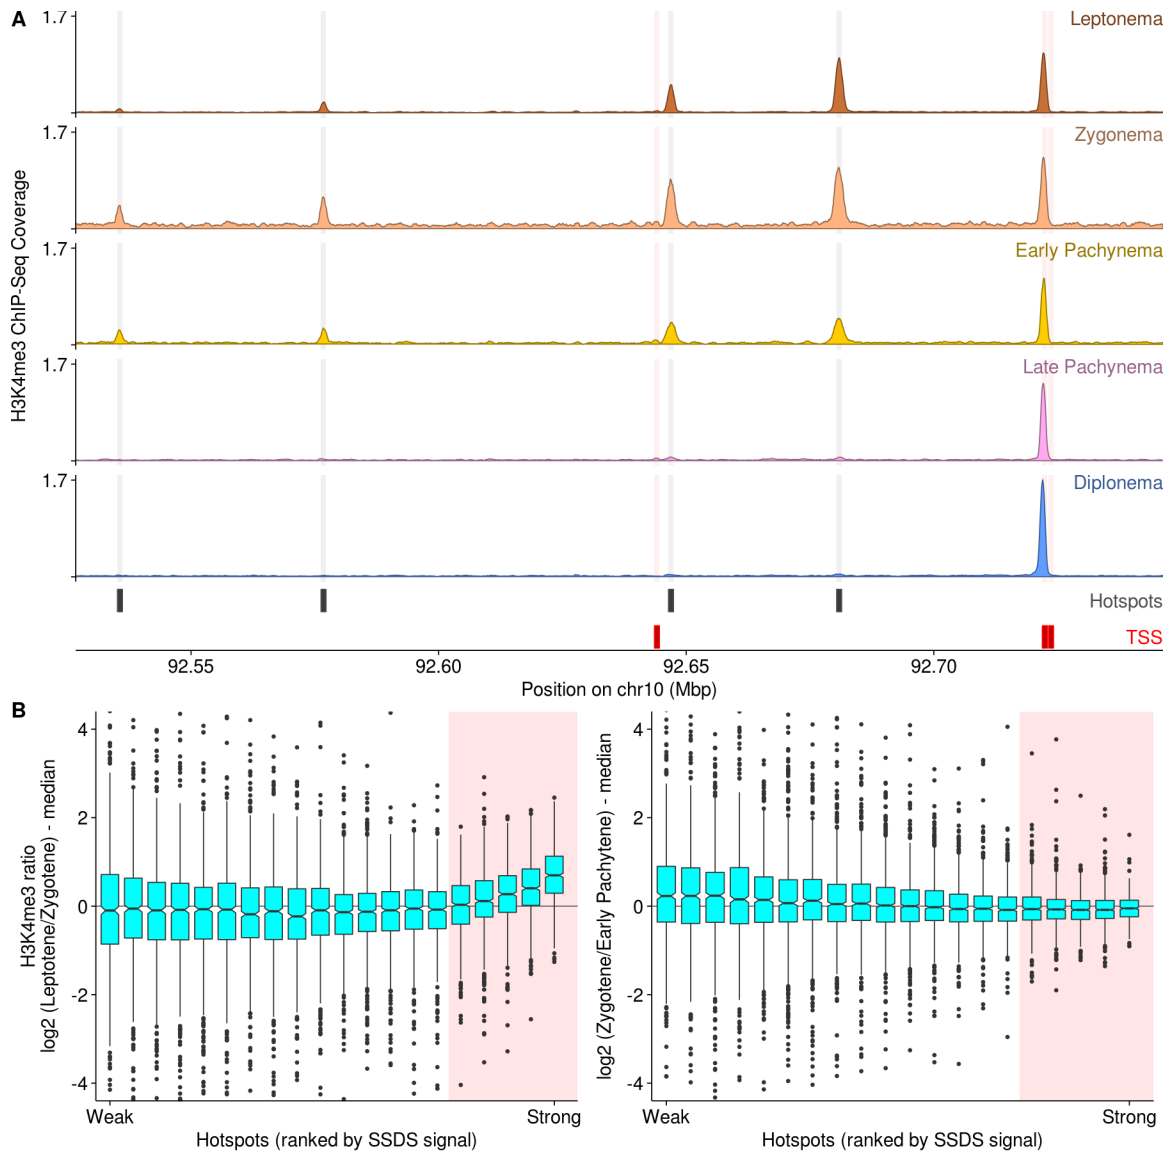 A
1.7
Leptonema
1.7
Zygonema
1.7
Early Pachynema
1.7
Late Pachynema
1.7
Diplonema
H3K4me3 ChIP-Seq Coverage
Hotspots
TSS
92.55 92.60 92.65 92.70
Position on chr10 (Mbp)
B
H3K4me3 ratio
log2 (Leptotene/Zygotene) - median
4
2
0
-2
-4
Weak Strong
Hotspots (ranked by SSDS signal)
log2 (Zygotene/Early Pachytene) - median
4
2
0
-2
-4
Weak Strong
Hotspots (ranked by SSDS signal)